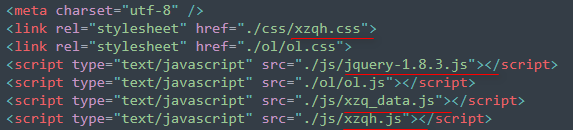 <meta charset="utf-8" />
<link rel="stylesheet" href="./css/xzqh.css">
<link rel="stylesheet" href="./ol/ol.css">
<script type="text/javascript" src="./js/jquery-1.8.3.js"></script>
<script type="text/javascript" src="./ol/ol.js"></script>
<script type="text/javascript" src="./js/xzq_data.js"></script>
<script type="text/javascript" src="./js/xzqh.js"></script>